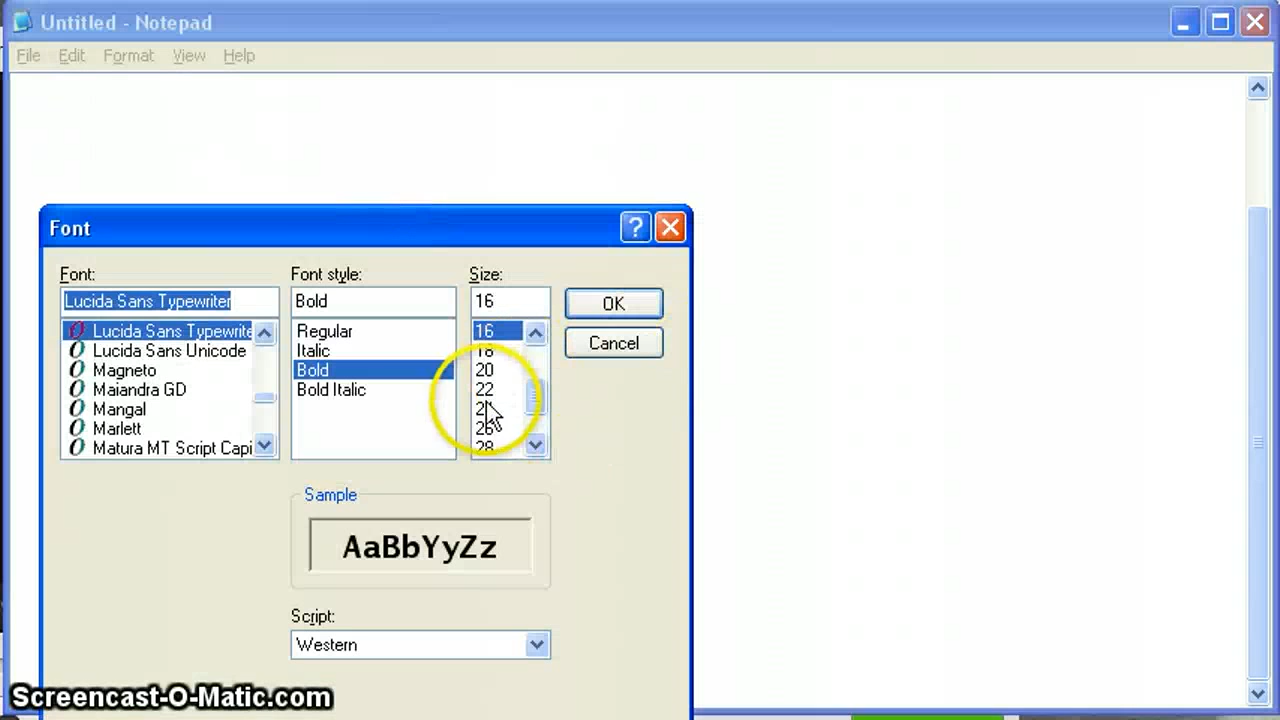 Untitled - Notepad
File Edit Format View Help
Font
Font: Font style: Size:
Lucida Sans Typewriter Bold 16 OK
Lucida Sans Typewrite Regular 16
Lucida Sans Unicode Italic 18 Cancel
Magneto Bold 20
Maiandra GD Bold Italic 22
Mangal
Marlett 26
Matura MT Script Capi 28
Sample
AaBbYyZz
Script:
Western
Screencast-O-Matic.com